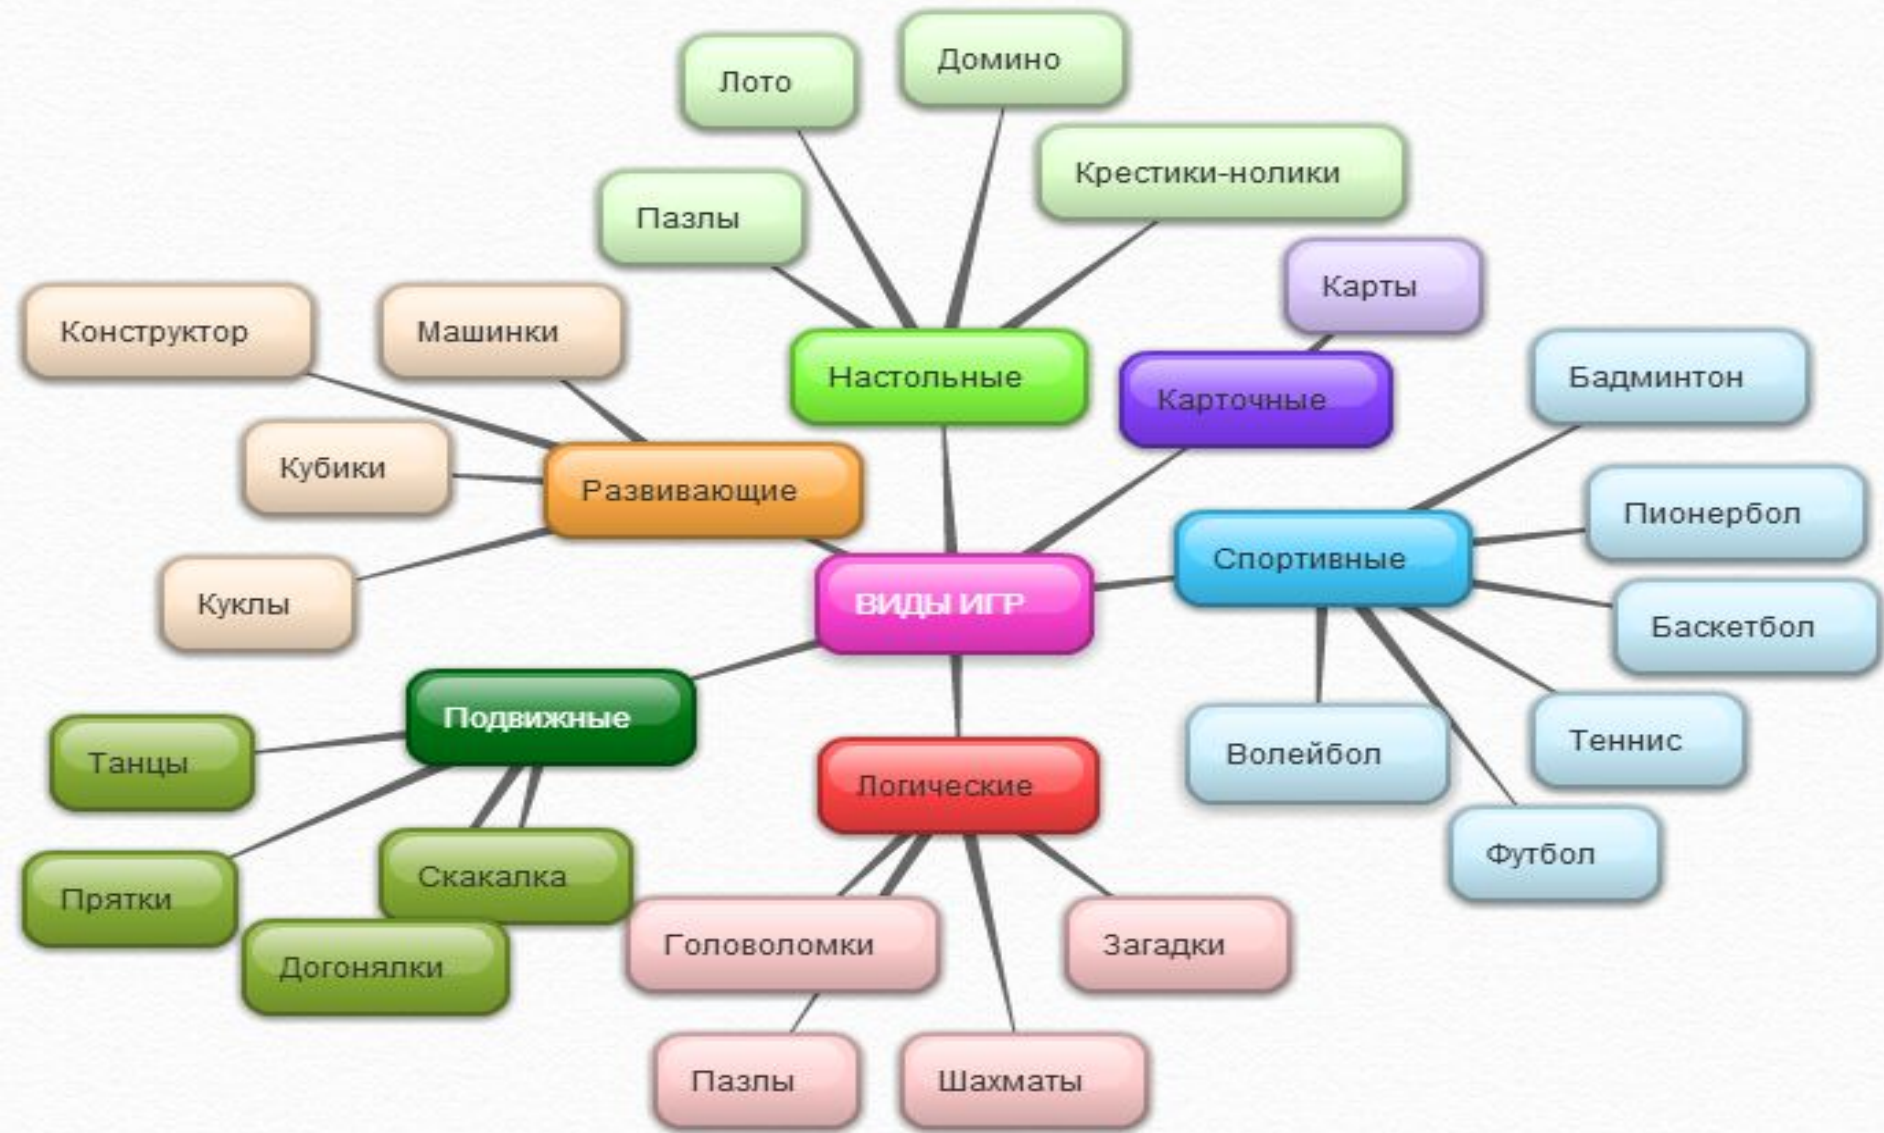 Домино
Лото
Крестики-нолики
Пазлы
Карты
Конструктор
Машинки
Настольные
Бадминтон
Карточные
Кубики
Развивающие
Пионербол
Спортивные
Куклы
ВИДЫ ИГР
Баскетбол
Подвижные
Теннис
Волейбол
Танцы
Логические
Футбол
Скакалка
Прятки
Головоломки
Загадки
Догонялки
Пазлы
Шахматы